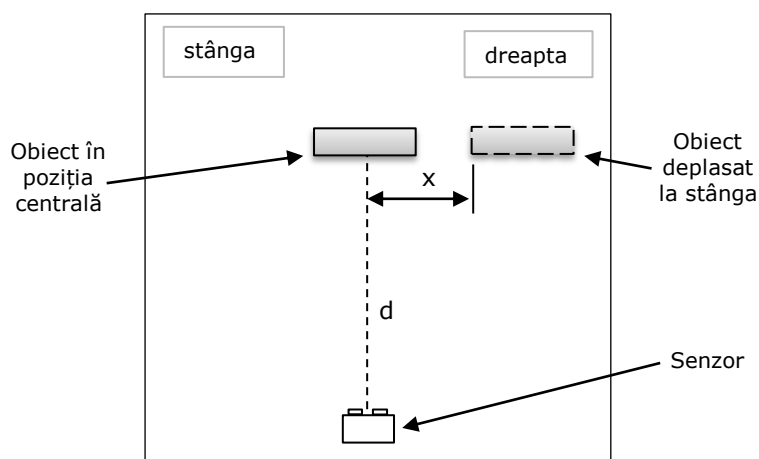 stânga
dreapta
Obiect în
poziția
centrală
Obiect
deplasat
la stânga
x
d
Senzor